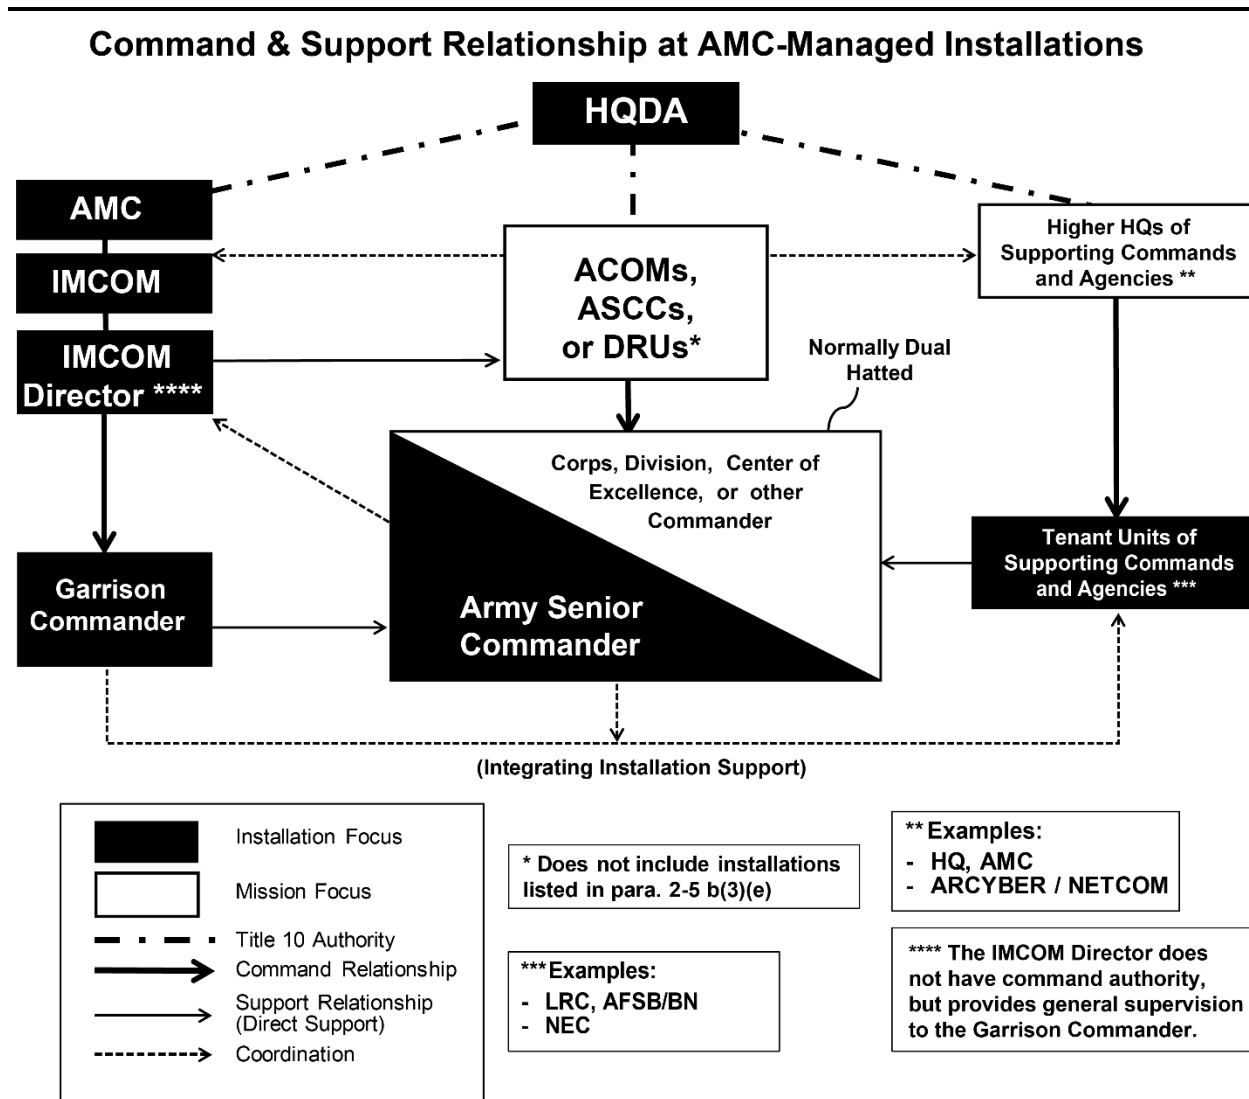 Command & Support Relationship at AMC-Managed Installations
HQDA
AMC
IMCOM
IMCOM
Director ****
ACOMs,
ASCCs,
or DRUs*
Higher HQs of
Supporting Commands
and Agencies **
Normally Dual
Hatted
Corps, Division, Center of
Excellence, or other
Commander
Army Senior
Commander
Garrison
Commander
Tenant Units of
Supporting Commands
and Agencies ***
(Integrating Installation Support)
Installation Focus
Mission Focus
Title 10 Authority
Command Relationship
Support Relationship
(Direct Support)
Coordination
* Does not include installations
listed in para. 2-5 b(3)(e)
*** Examples:
- LRC, AFSB/BN
- NEC
** Examples:
- HQ, AMC
- ARCYBER / NETCOM
**** The IMCOM Director does
not have command authority,
but provides general supervision
to the Garrison Commander.